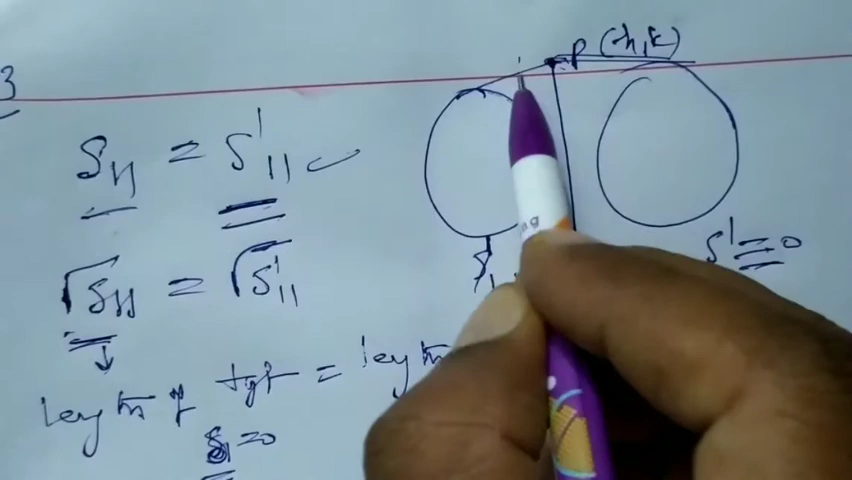 3
P (h, k)
S₁₁ = S'₁₁ ✓
√S₁₁ = √S'₁₁
S' = 0
length of tgt = length
S = 0